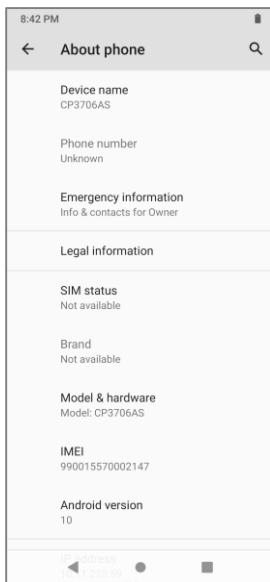 8:42 PM
About phone
Device name
CP3706AS
Phone number
Unknown
Emergency information
Info & contacts for Owner
Legal information
SIM status
Not available
Brand
Not available
Model & hardware
Model: CP3706AS
IMEI
990015570002147
Android version
10
IP address